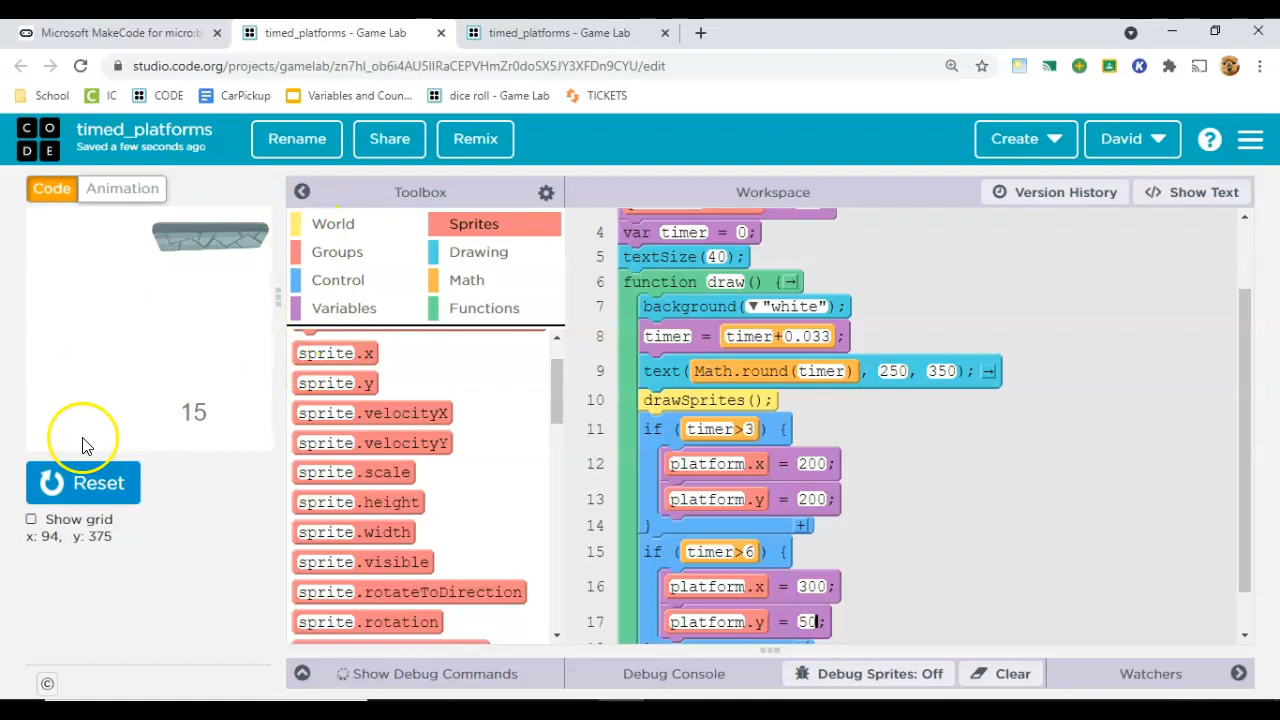 Microsoft MakeCode for micro:b
timed_platforms - Game Lab
timed_platforms - Game Lab
studio.code.org/projects/gamelab/zn7hl_ob6i4AU5lIRaCEPVHmZr0doSX5JY3XFDn9CYU/edit
School
IC
CODE
CarPickup
Variables and Coun...
dice roll - Game Lab
TICKETS
CODE
timed_platforms
Saved a few seconds ago
Rename
Share
Remix
Create
David
?
Code
Animation
Toolbox
Workspace
Version History
</> Show Text
World
Sprites
Groups
Drawing
Control
Math
Variables
Functions
sprite.x
sprite.y
sprite.velocityX
sprite.velocityY
sprite.scale
sprite.height
sprite.width
sprite.visible
sprite.rotateToDirection
sprite.rotation
4 var timer = 0;
5 textSize(40);
6 function draw() {
7 background("white");
8 timer = timer+0.033;
9 text(Math.round(timer), 250, 350);
10 drawSprites();
11 if (timer>3) {
12 platform.x = 200;
13 platform.y = 200;
14 }
15 if (timer>6) {
16 platform.x = 300;
17 platform.y = 50;
15
Reset
Show grid
x: 94, y: 375
©
Show Debug Commands
Debug Console
Debug Sprites: Off
Clear
Watchers